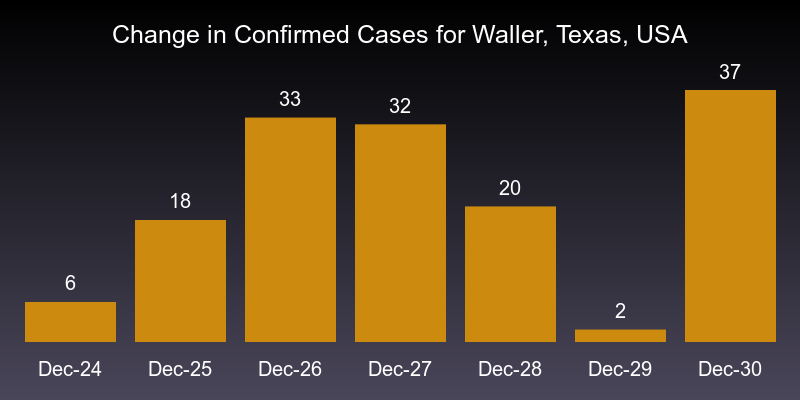 Change in Confirmed Cases for Waller, Texas, USA
6
18
33
32
20
2
37
Dec-24
Dec-25
Dec-26
Dec-27
Dec-28
Dec-29
Dec-30